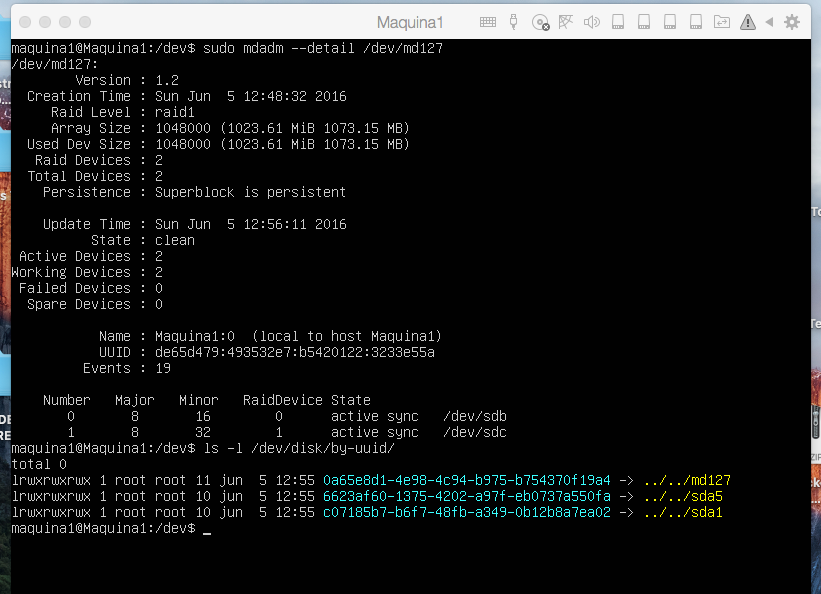 Maquina1
maquina1@Maquina1:/dev$ sudo mdadm --detail /dev/md127
/dev/md127:
Version : 1.2
Creation Time : Sun Jun  5 12:48:32 2016
Raid Level : raid1
Array Size : 1048000 (1023.61 MiB 1073.15 MB)
Used Dev Size : 1048000 (1023.61 MiB 1073.15 MB)
Raid Devices : 2
Total Devices : 2
Persistence : Superblock is persistent
Update Time : Sun Jun  5 12:56:11 2016
State : clean
Active Devices : 2
Working Devices : 2
Failed Devices : 0
Spare Devices : 0
Name : Maquina1:0  (local to host Maquina1)
UUID : de65d479:493532e7:b5420122:3233e55a
Events : 19
Number   Major   Minor   RaidDevice State
0       8       16        0      active sync   /dev/sdb
1       8       32        1      active sync   /dev/sdc
maquina1@Maquina1:/dev$ ls -l /dev/disk/by-uuid/
total 0
lrwxrwxrwx 1 root root 11 jun  5 12:55 0a65e8d1-4e98-4c94-b975-b754370f19a4 -> ../../md127
lrwxrwxrwx 1 root root 10 jun  5 12:55 6623af60-1375-4202-a97f-eb0737a550fa -> ../../sda5
lrwxrwxrwx 1 root root 10 jun  5 12:55 c07185b7-b6f7-48fb-a349-0b12b8a7ea02 -> ../../sda1
maquina1@Maquina1:/dev$ _